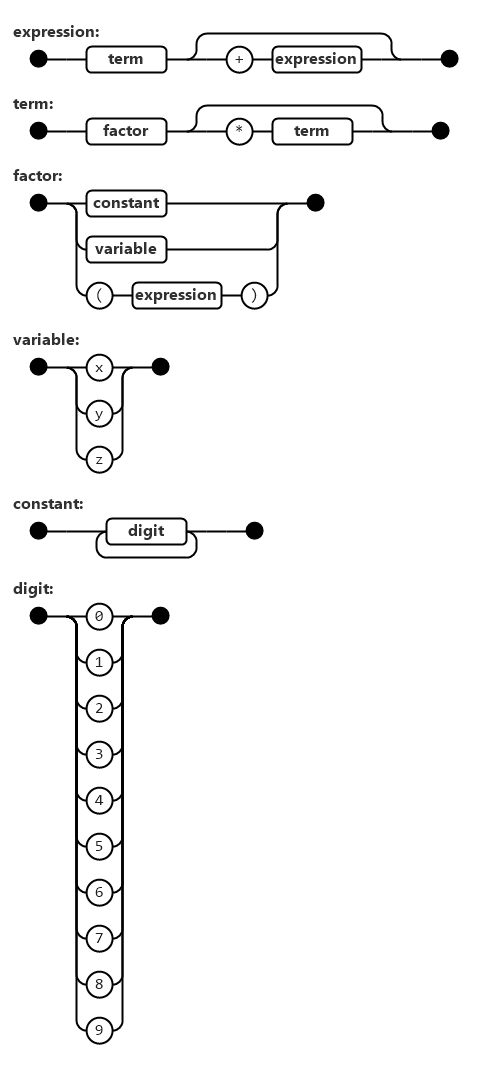 expression:
term + expression
term:
factor * term
factor:
constant
variable
( expression )
variable:
x
y
z
constant:
digit
digit:
0
1
2
3
4
5
6
7
8
9